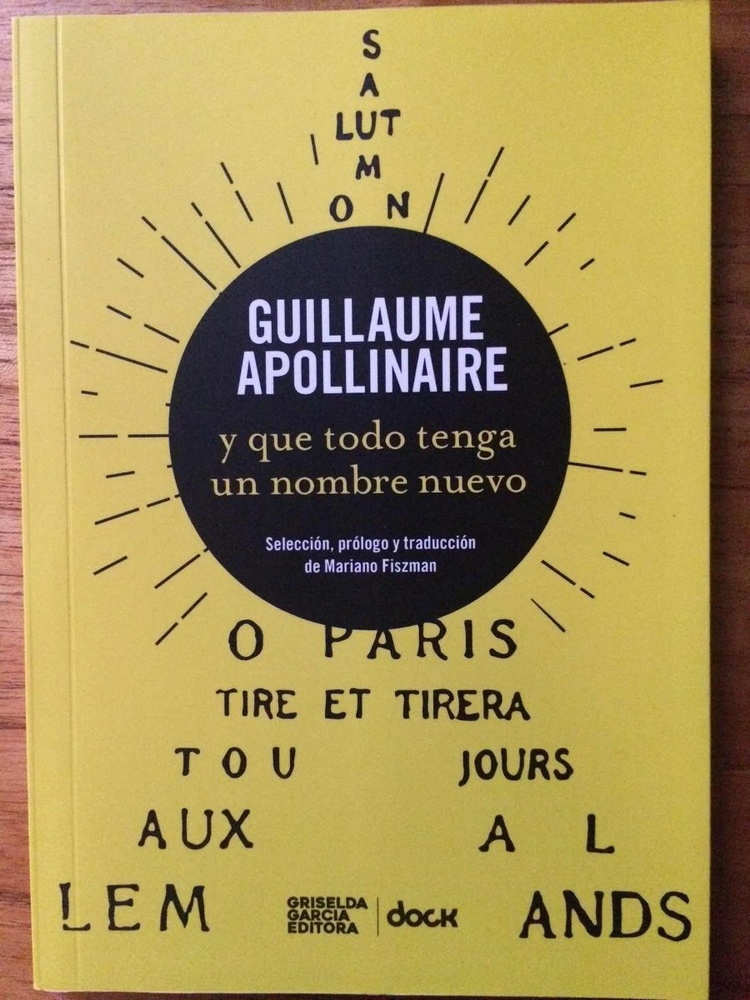 S
A
LUT
M
O N
GUILLAUME
APOLLINAIRE
y que todo tenga
un nombre nuevo
Selección, prólogo y traducción
de Mariano Fiszman
O PARIS
TIRE ET TIRERA
TOU JOURS
AUX A L
LEM ANDS
GRISELDA
GARCIA
EDITORA
dock